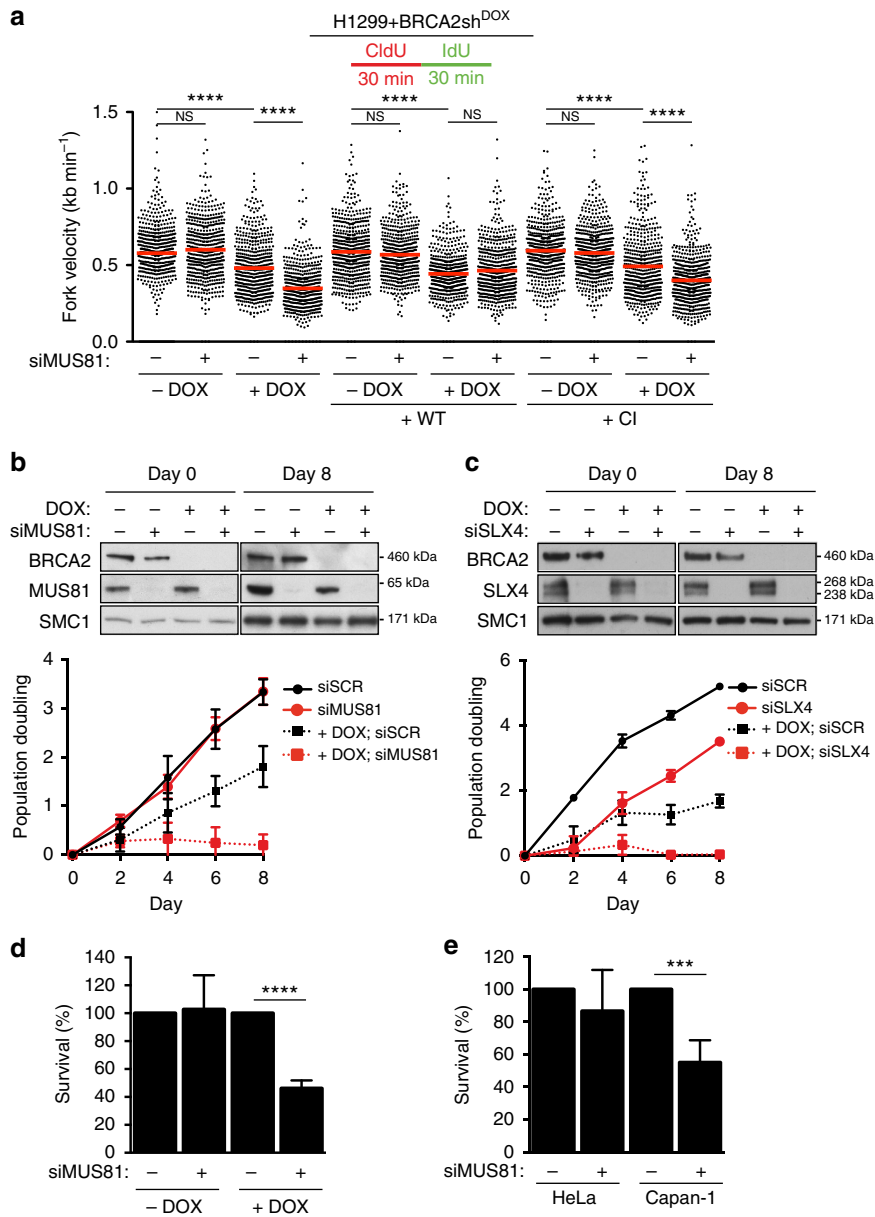 a
H1299+BRCA2shDOX
CldU IdU
30 min 30 min
**** **** **** ****
**** NS NS NS NS ****
Fork velocity (kb min–1)
1.5
1.0
0.5
0.0
siMUS81: – + – + – + – + – + – +
– DOX + DOX – DOX + DOX – DOX + DOX
+ WT + CI
b
Day 0 Day 8
DOX: – – + + – – + +
siMUS81: – + – + – + – +
BRCA2 460 kDa
MUS81 65 kDa
SMC1 171 kDa
Population doubling
4
3
2
1
0
0 2 4 6 8
Day
siSCR
siMUS81
+ DOX; siSCR
+ DOX; siMUS81
c
Day 0 Day 8
DOX: – – + + – – + +
siSLX4: – + – + – + – +
BRCA2 460 kDa
SLX4 268 kDa
238 kDa
SMC1 171 kDa
Population doubling
6
4
2
0
0 2 4 6 8
Day
siSCR
siSLX4
+ DOX; siSCR
+ DOX; siSLX4
d
Survival (%)
140
120
100
80
60
40
20
0
****
siMUS81: – + – +
– DOX + DOX
e
Survival (%)
120
100
80
60
40
20
0
***
siMUS81: – + – +
HeLa Capan-1